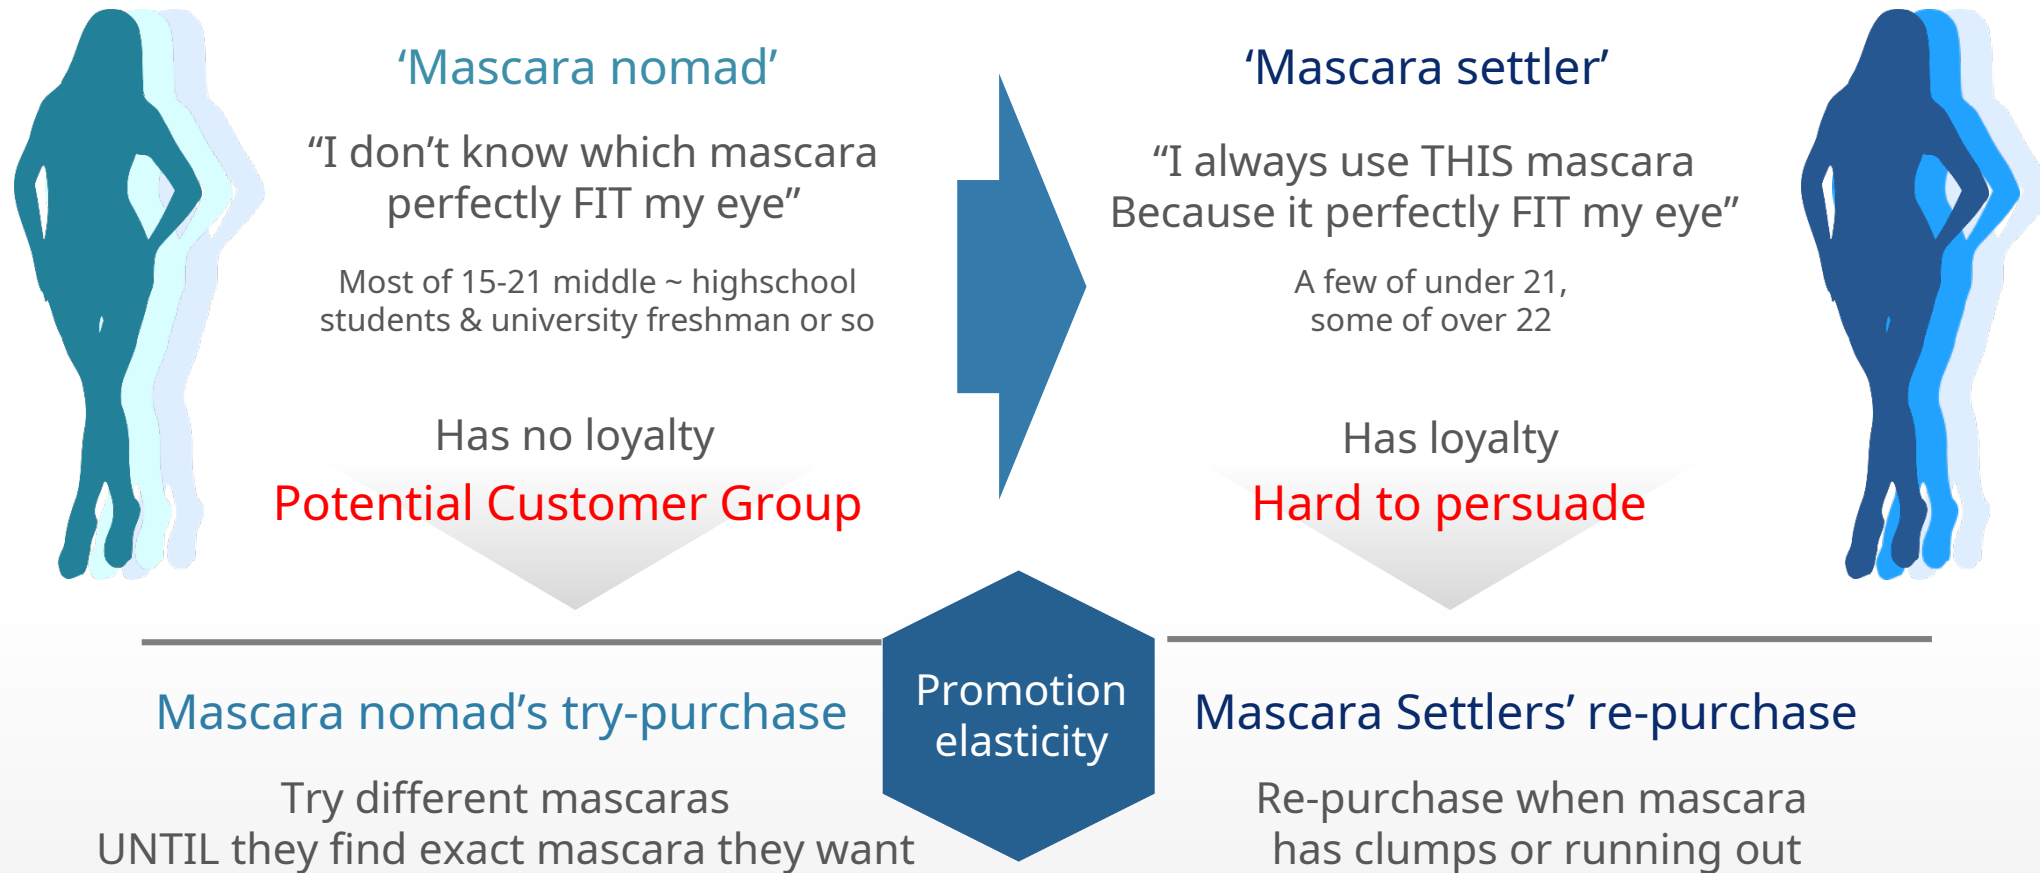 ‘Mascara nomad’
“I don’t know which mascara
perfectly FIT my eye”
Most of 15-21 middle ~ highschool
students & university freshman or so
Has no loyalty
Potential Customer Group
‘Mascara settler’
“I always use THIS mascara
Because it perfectly FIT my eye”
A few of under 21,
some of over 22
Has loyalty
Hard to persuade
Promotion
elasticity
Mascara nomad’s try-purchase
Try different mascaras
UNTIL they find exact mascara they want
Mascara Settlers’ re-purchase
Re-purchase when mascara
has clumps or running out